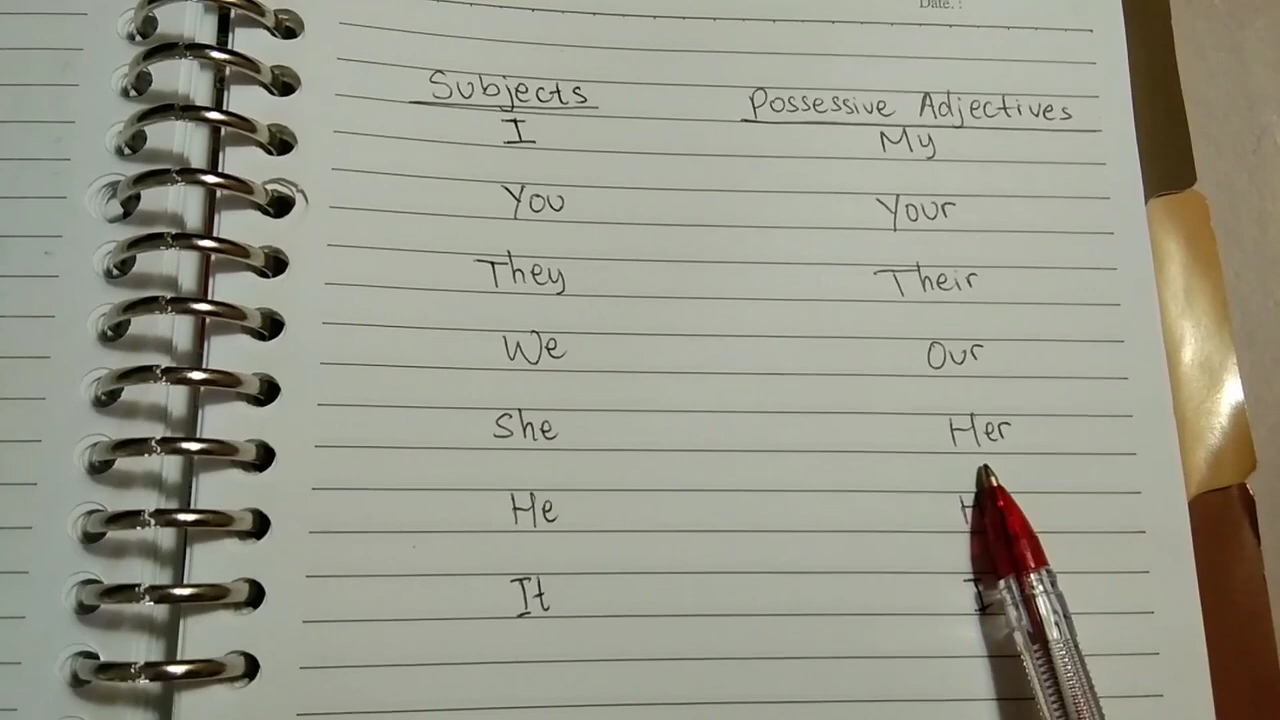 Date. :
Subjects Possessive Adjectives
I My
You Your
They Their
We Our
She Her
He
It